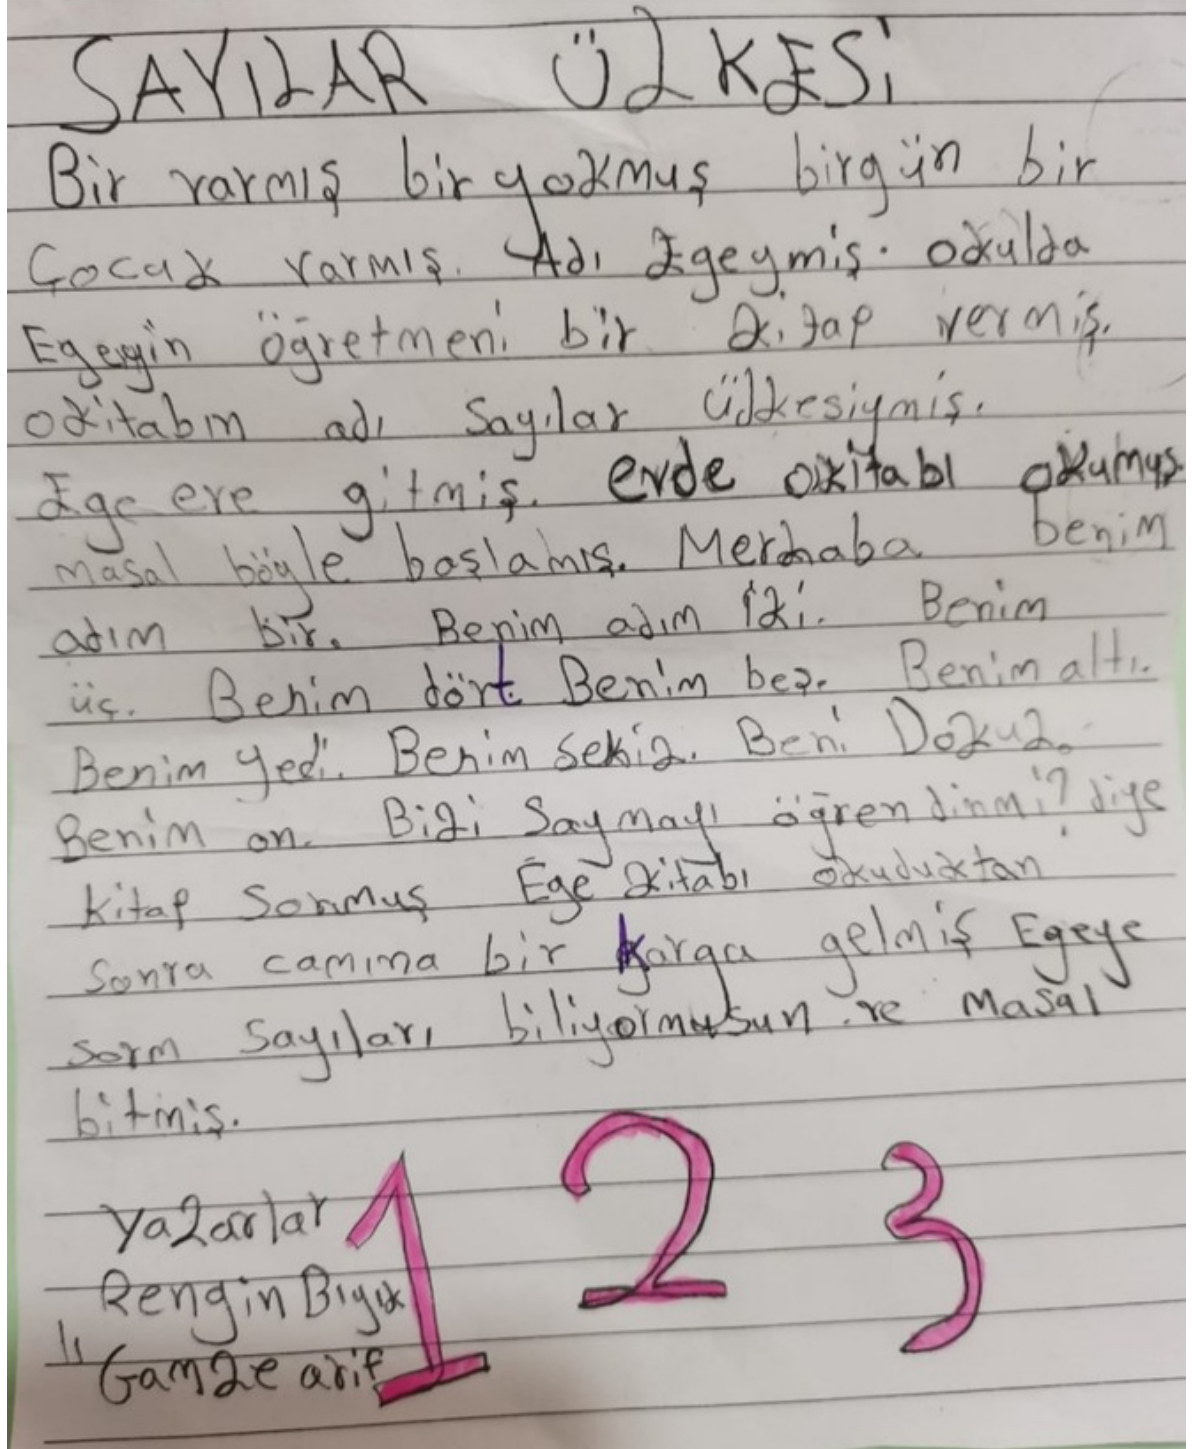 SAYILAR ÜLKESİ
Bir varmış bir yokmuş birgün bir
Çocuk varmış. Adı Egeymiş. okulda
Egeyin öğretmeni bir kitap vermiş.
okitabın adı Sayılar ülkesiymiş.
Ege eve gitmiş. evde okitabı okumuş
masal böyle başlamış. Merhaba benim
adım bir. Benim adım iki. Benim
üç. Benim dört. Benim beş. Benim altı.
Benim yedi. Benim sekiz. Beni Dokuz.
Benim on. Bizi Saymayı öğrendinmi? diye
kitap sormuş Ege kitabı okuduktan
sonra camına bir karga gelmiş Egeye
sorm sayıları biliyormusun ve masal
bitmiş.
1 2 3
Yazarlar
Rengin Bıyık
Gamze arif